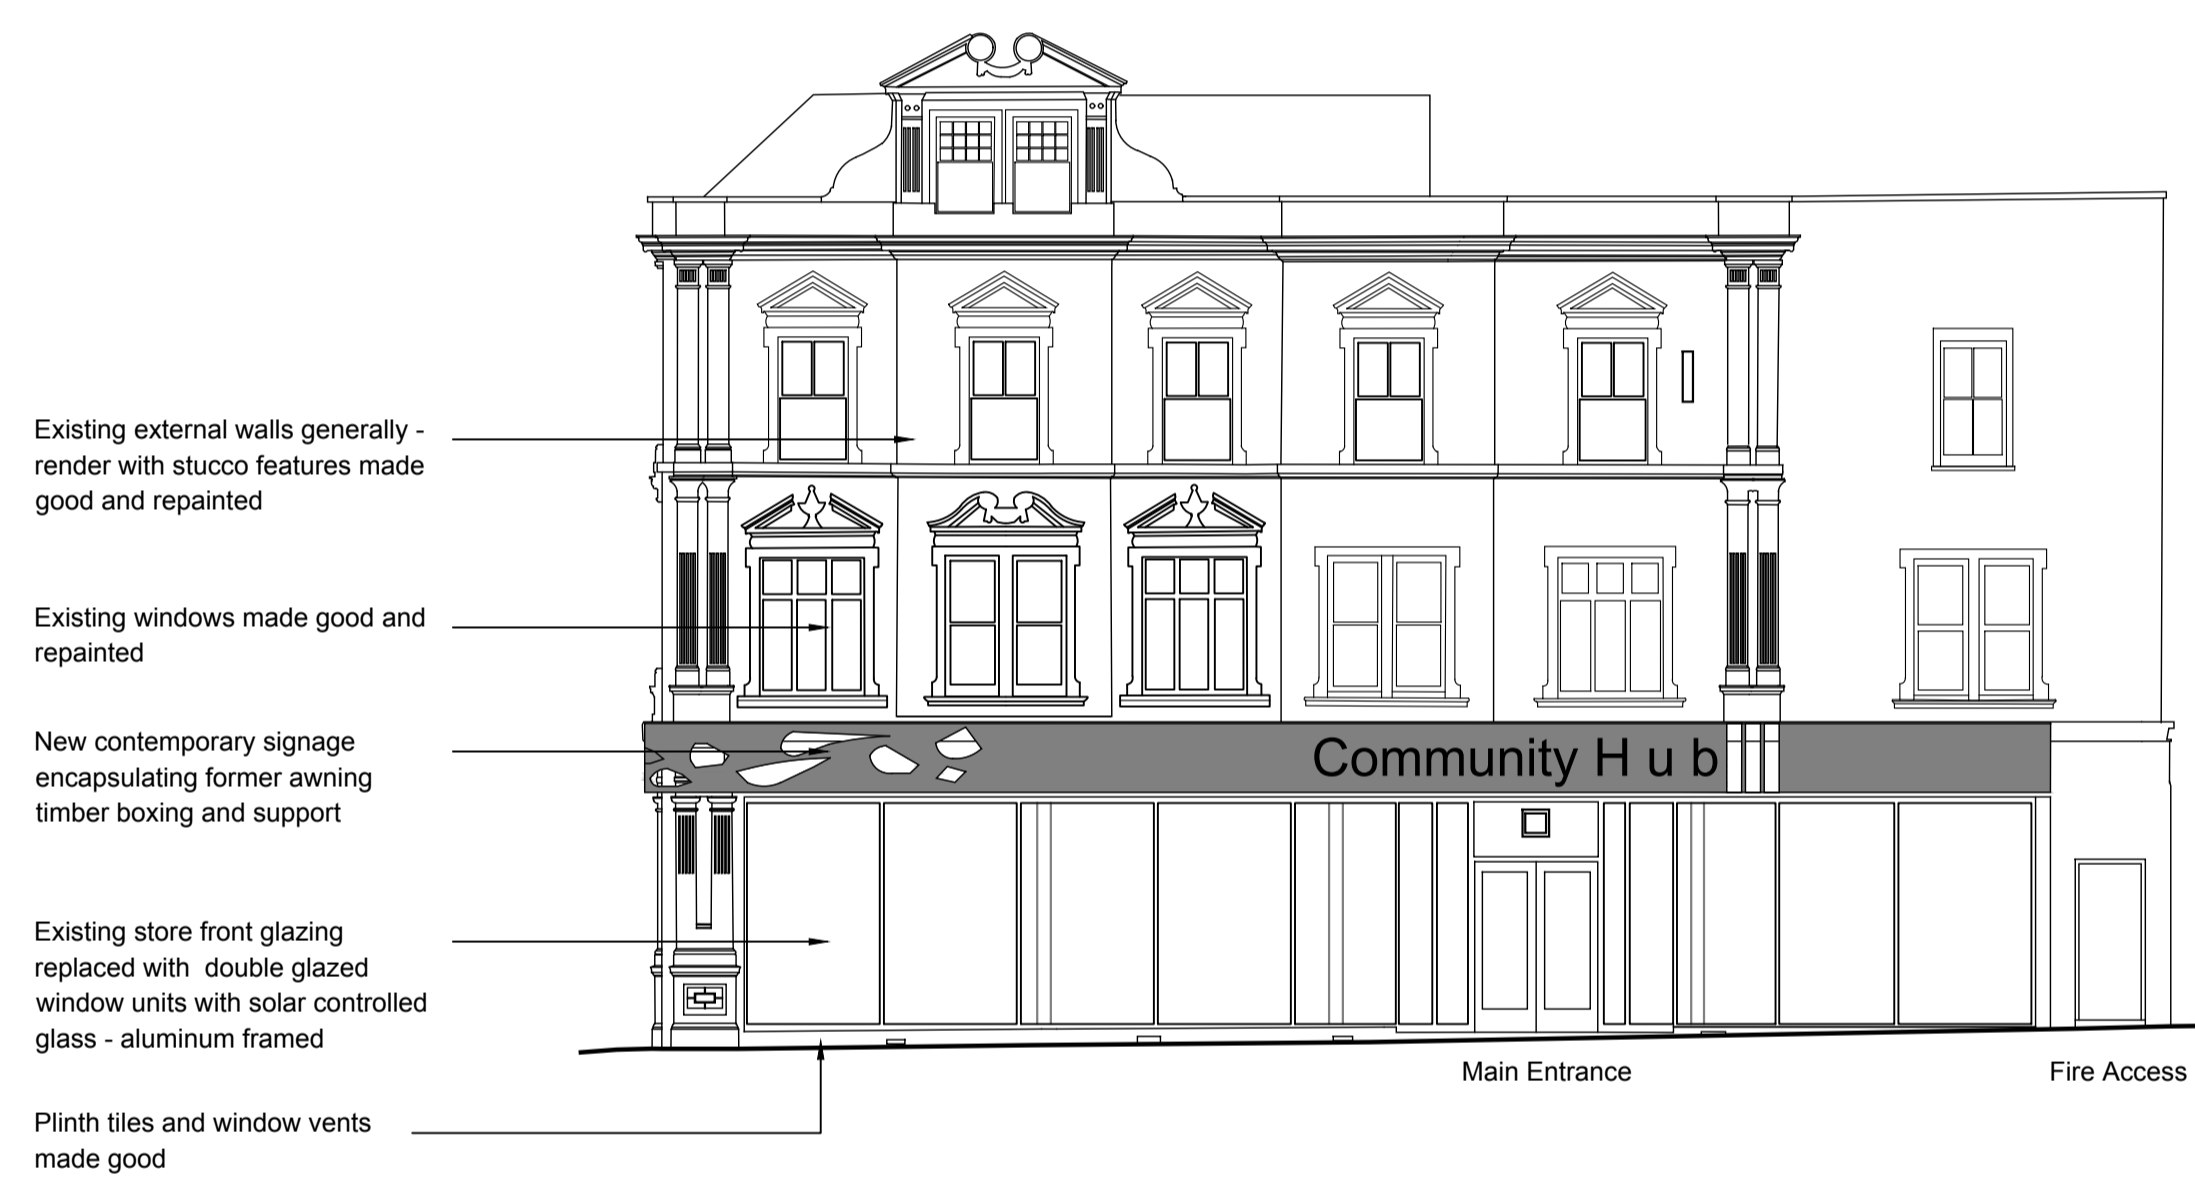 Existing external walls generally -
render with stucco features made
good and repainted
Existing windows made good and
repainted
New contemporary signage
encapsulating former awning
timber boxing and support
Community H u b
Existing store front glazing
replaced with  double glazed
window units with solar controlled
glass - aluminum framed
Main Entrance
Fire Access
Plinth tiles and window vents
made good